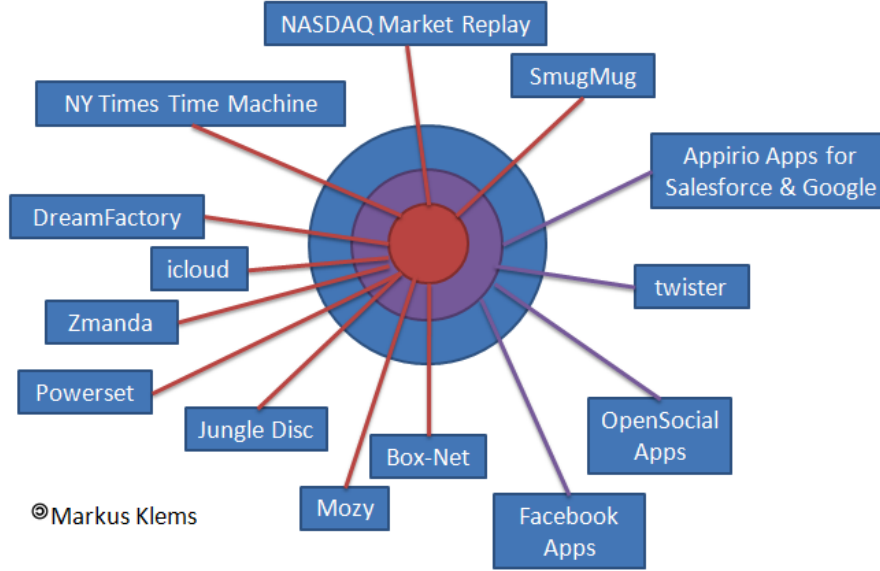 NASDAQ Market Replay
SmugMug
NY Times Time Machine
Appirio Apps for
Salesforce & Google
DreamFactory
icloud
twister
Zmanda
Powerset
OpenSocial
Apps
Jungle Disc
Box-Net
Mozy
Facebook
Apps
Markus Klems